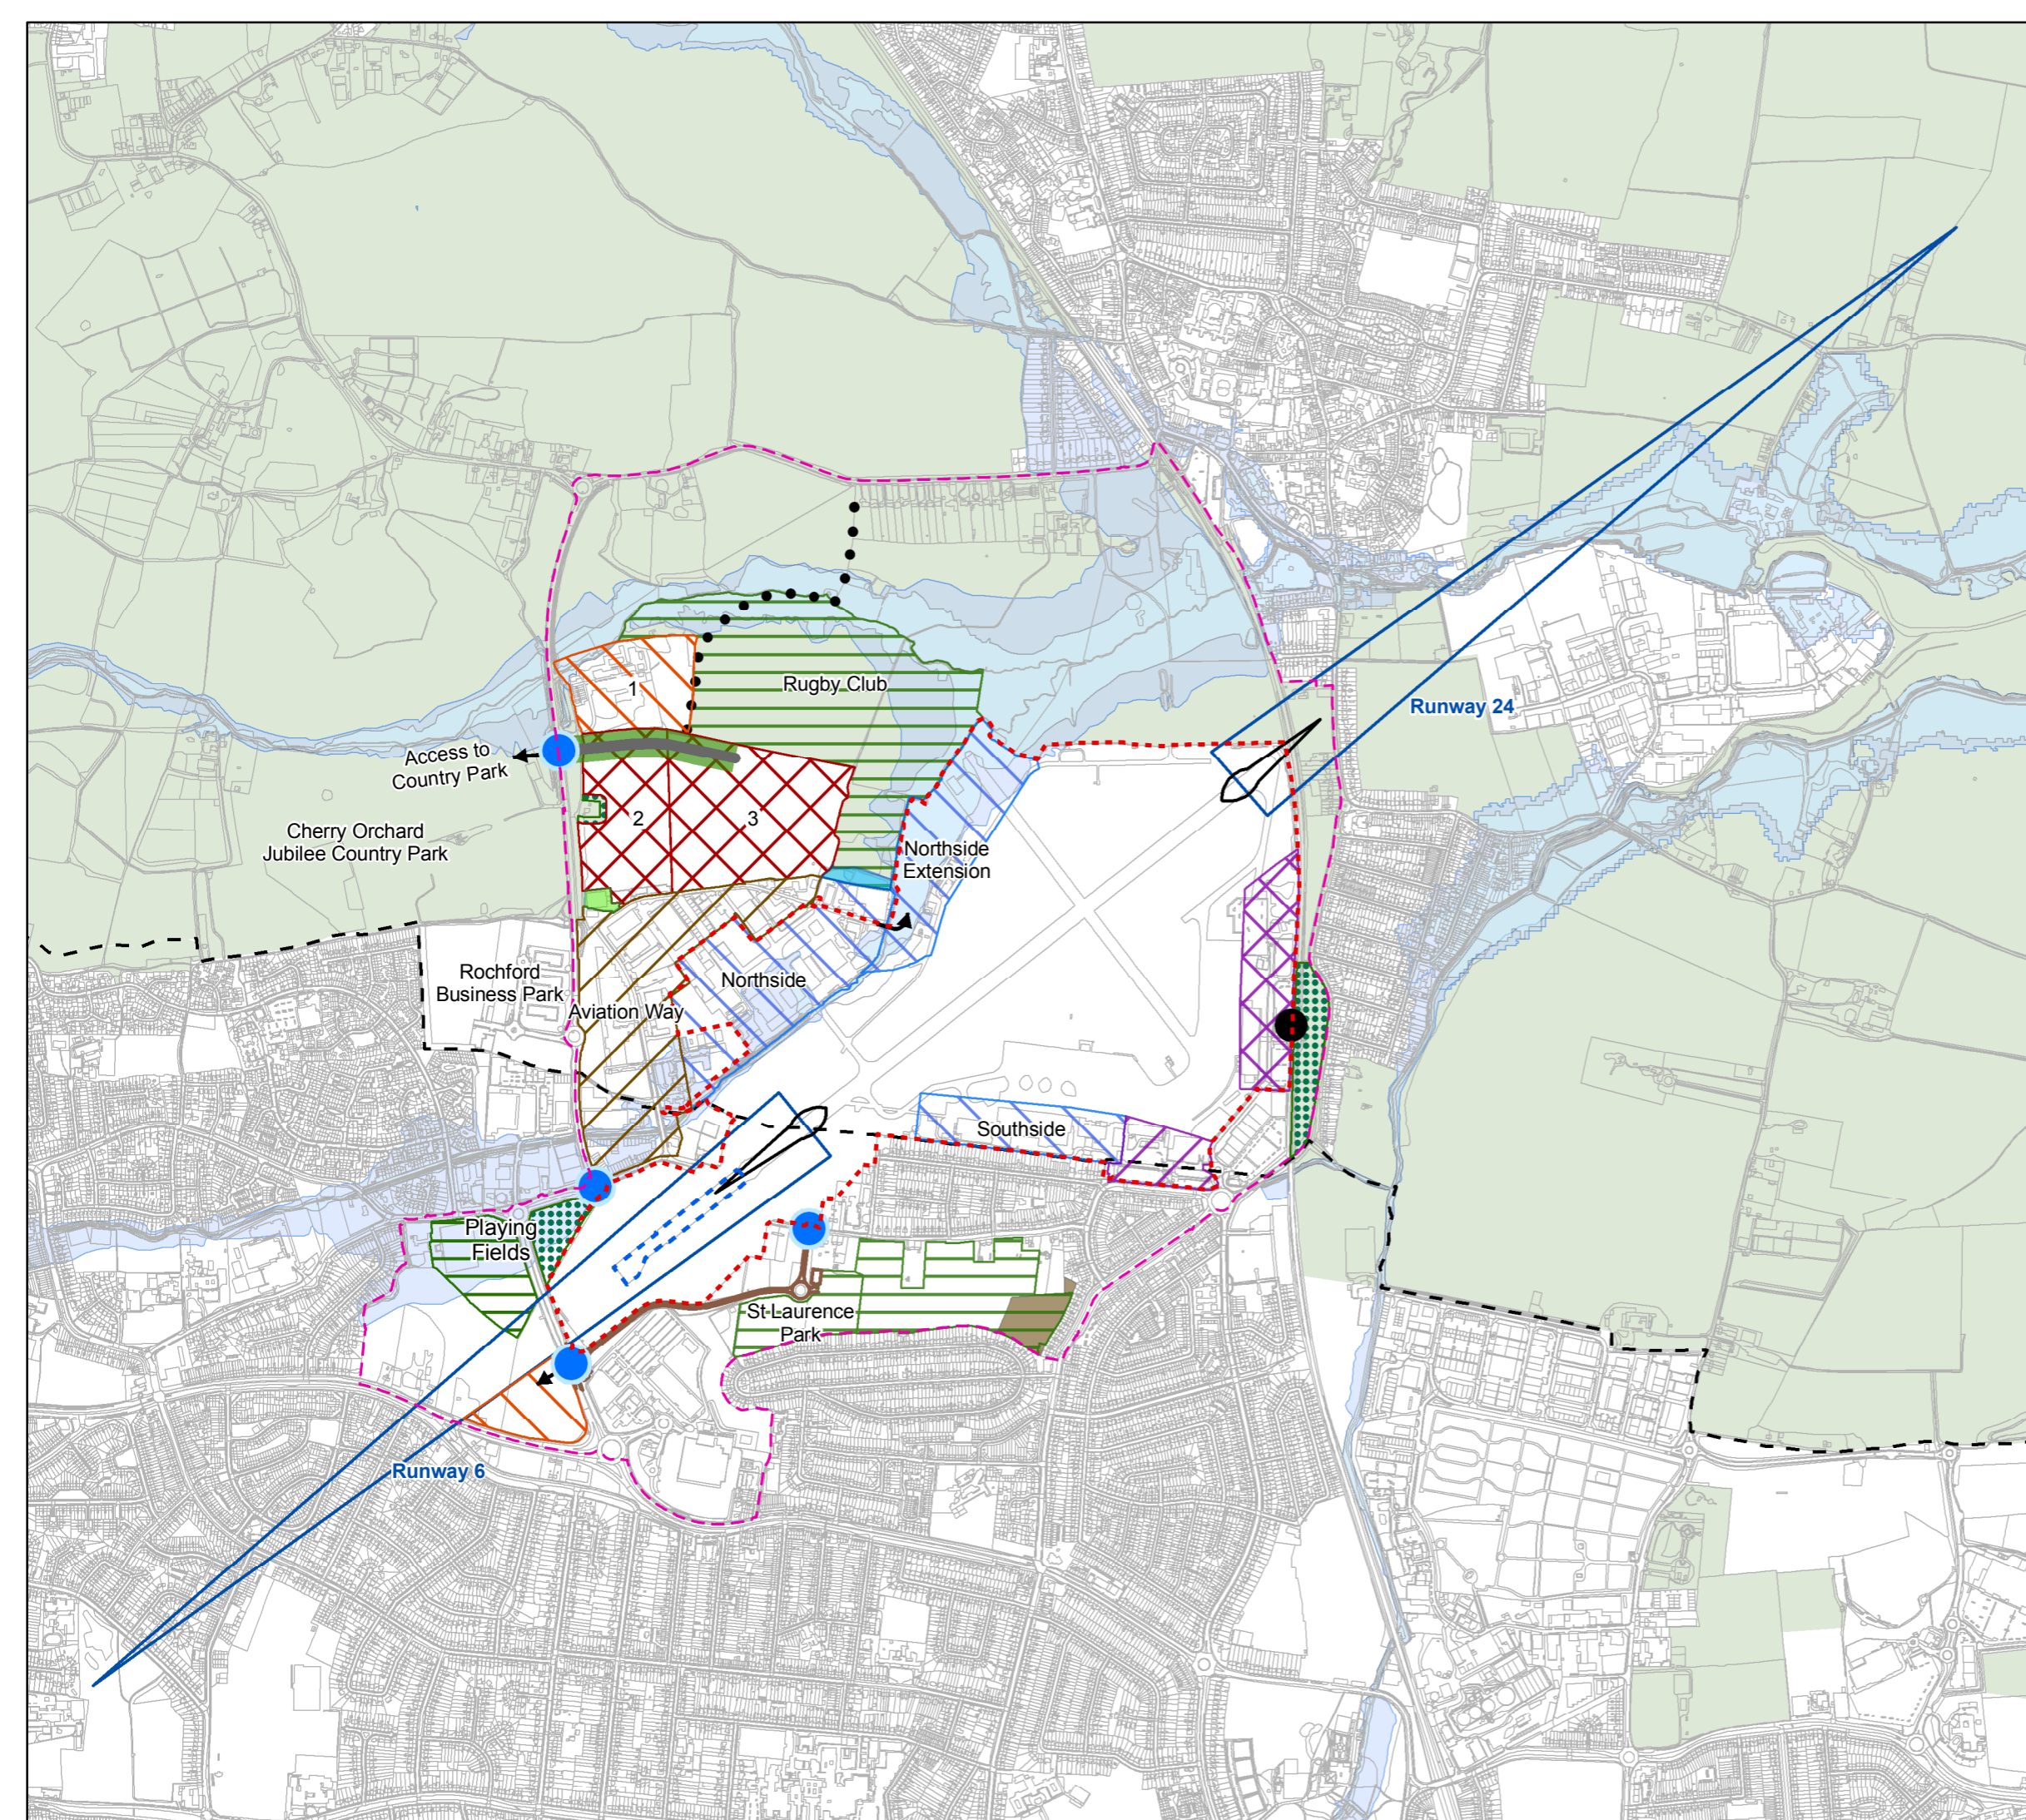 Rugby Club
1
Runway 24
Access to
Country Park
2
3
Cherry Orchard
Jubilee Country Park
Northside
Extension
Rochford
Business Park
Northside
Aviation Way
Southside
Playing
Fields
St Laurence
Park
Runway 6